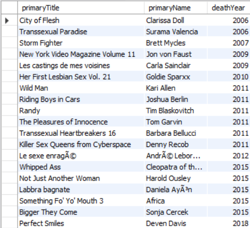 primaryTitle primaryName deathYear
City of Flesh Clarissa Doll 2006
Transsexual Paradise Surama Valencia 2006
Storm Fighter Brett Mycles 2007
New York Video Magazine Volume 11 Jon von Faust 2009
Les castings de mes voisines Carla Sainclair 2009
Her First Lesbian Sex Vol. 21 Goldie Sparxx 2010
Wild Man Kari Allen 2011
Riding Boys in Cars Joshua Berlin 2011
Randy Tim Blaskovitch 2011
The Pleasures of Innocence Tom Garvin 2011
Transsexual Heartbreakers 16 Barbara Bellucci 2011
Killer Sex Queens from Cyberspace Denny Recob 2011
Le sexe enragÃ© AndrÃ© Lebor... 2012
Whipped Ass Cleopatra of th... 2015
Not Just Another Woman Harold Ousley 2015
Labbra bagnate Daniela AyÃ³n 2015
Something Fo' Yo' Mouth 3 Africa 2015
Bigger They Come Sonja Cercek 2015
Perfect Smiles Deven Davis 2018